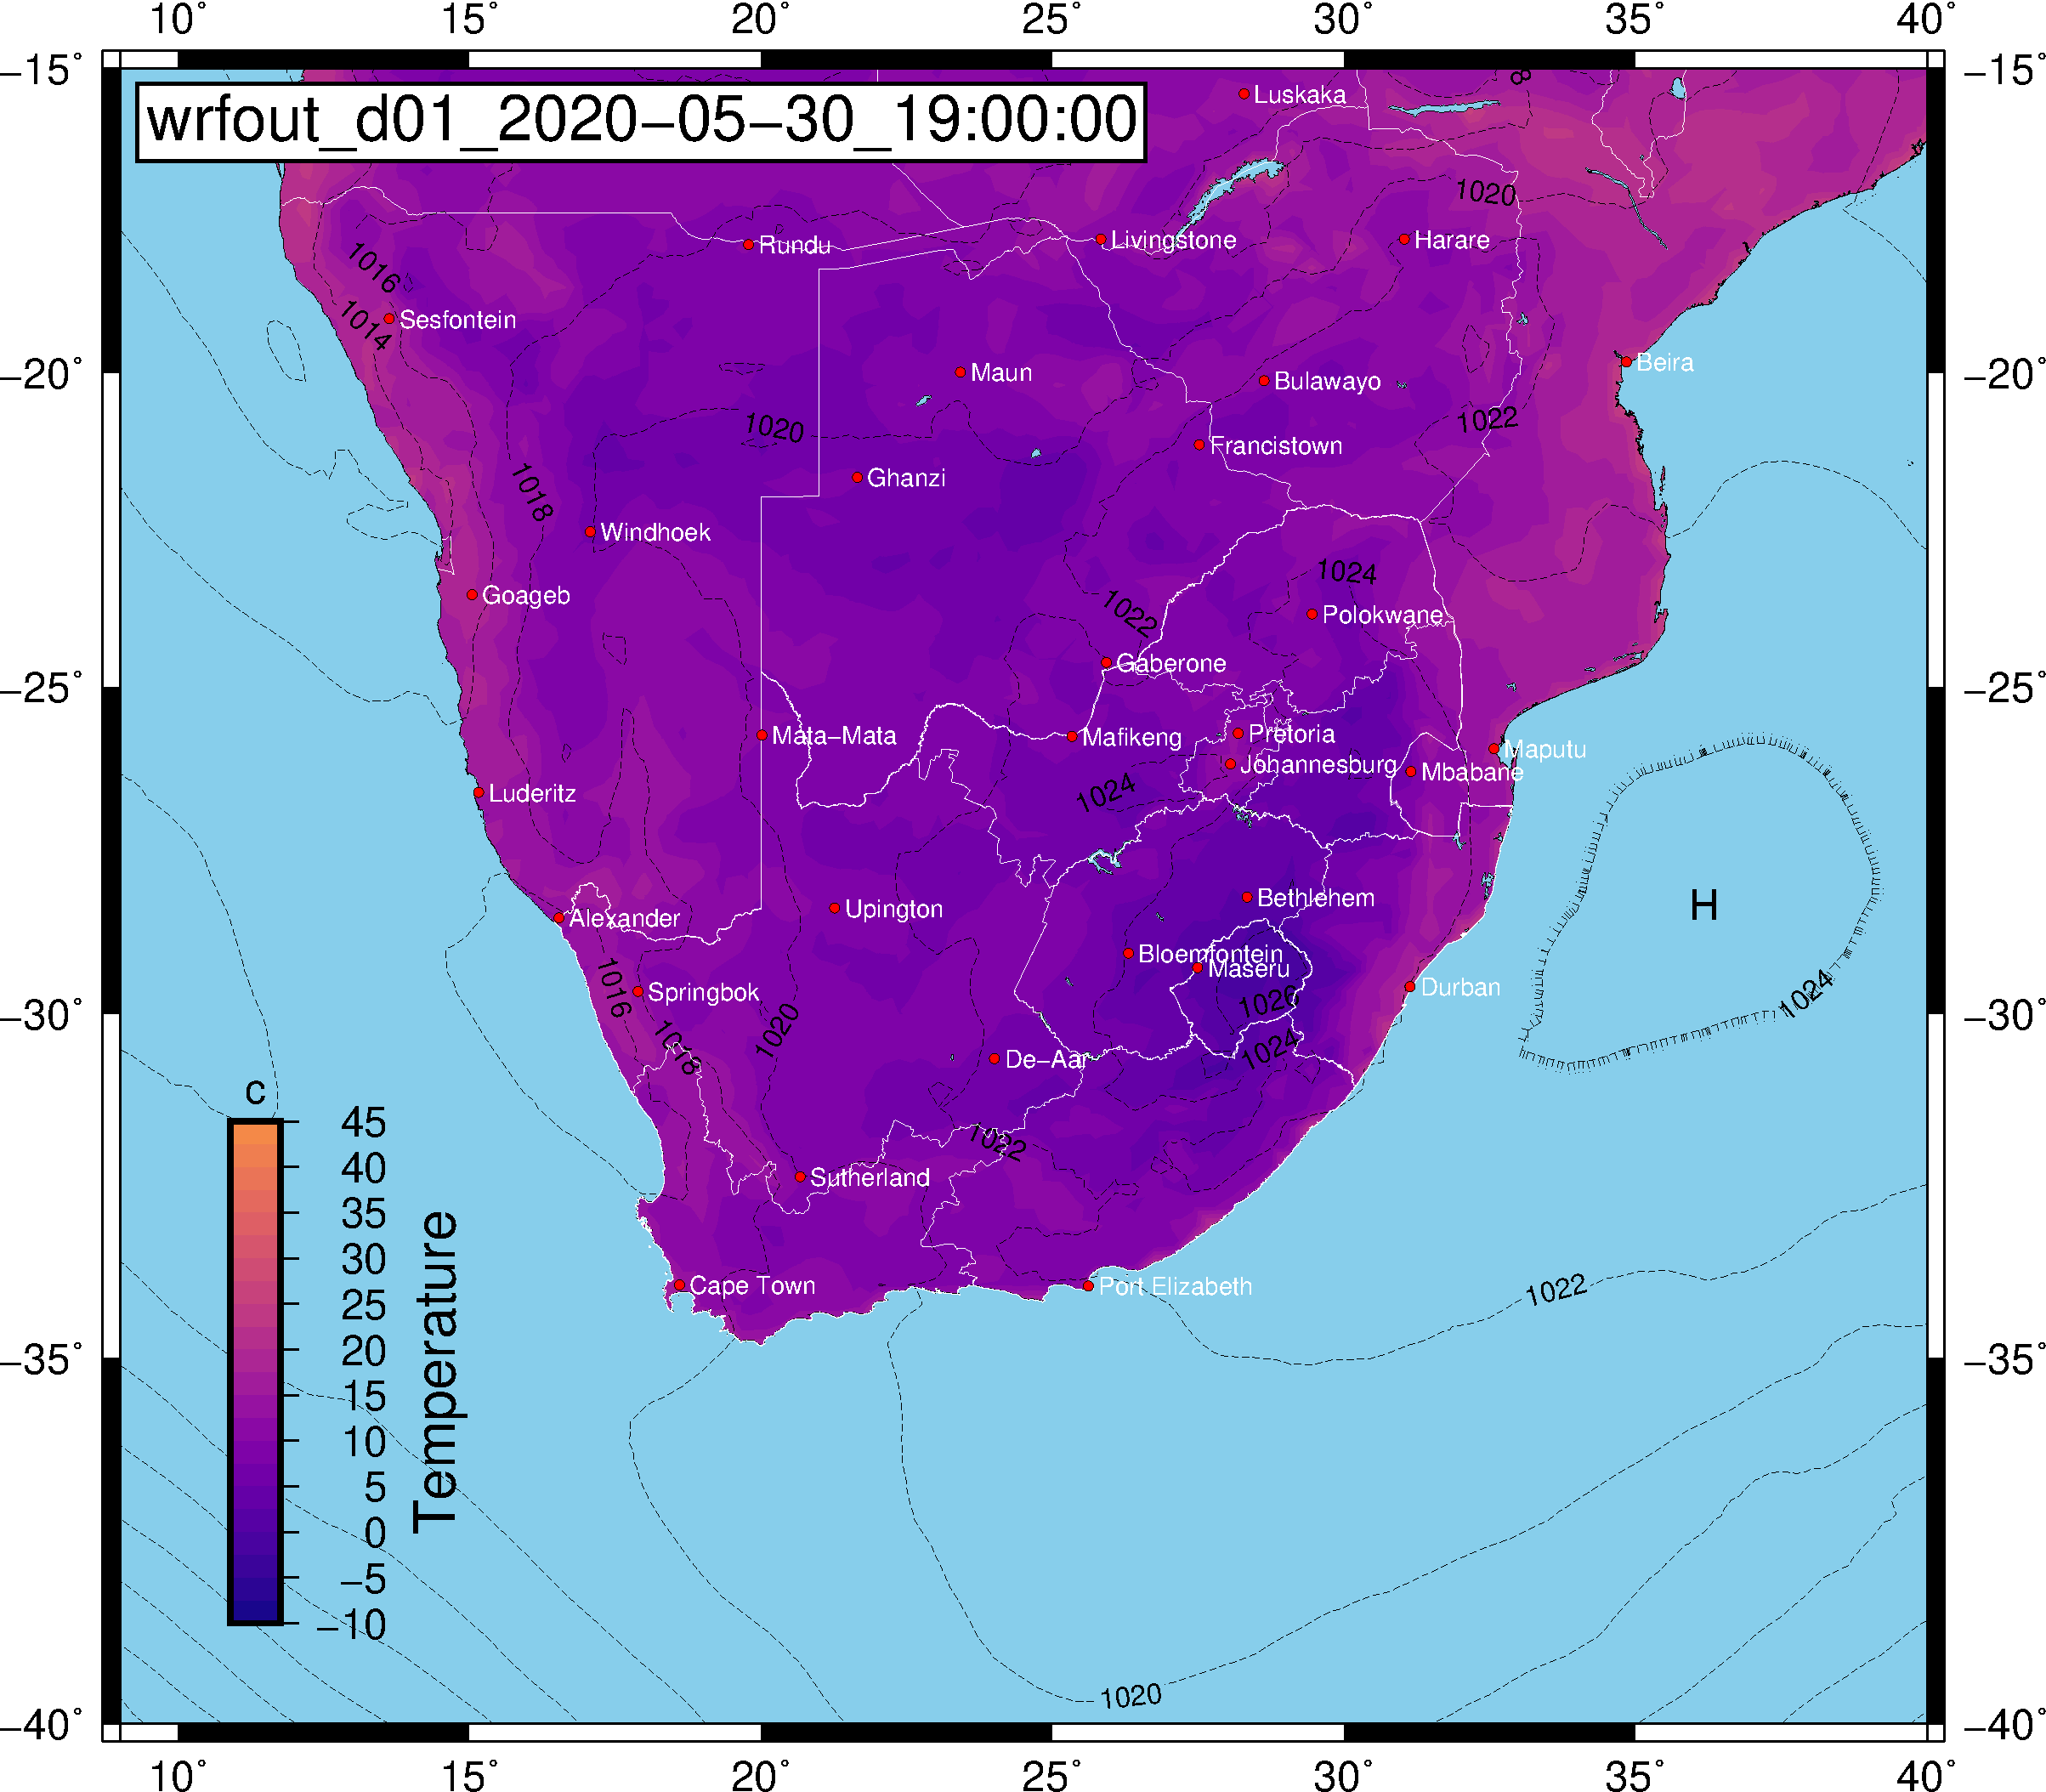 10° 15° 20° 25° 30° 35° 40°
−15° −15°
wrfout_d01_2020−05−30_19:00:00
8
Luskaka
1020
Rundu
Livingstone
Harare
1016
1014
Sesfontein
Beira
−20° −20°
Maun
Bulawayo
1020
1022
Francistown
Ghanzi
1018
Windhoek
1024
Goageb
1022
Polokwane
Gaberone
−25° −25°
Mata−Mata
Mafikeng
Pretoria
Maputu
Johannesburg
Mbabane
Luderitz
1024
Bethlehem
H
Upington
Alexander
Bloemfontein
Maseru
1016
Springbok
1026
Durban
1024
−30° −30°
1018
1020
1024
De−Aar
1022
Sutherland
Cape Town
Port Elizabeth
1022
−35° −35°
c
45
40
35
30
25
20
15
10
5
0
−5
−10
Temperature
1020
−40° −40°
10° 15° 20° 25° 30° 35° 40°